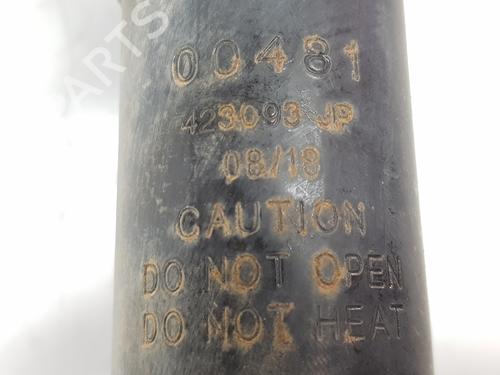 00481
423093 JP
08/18
CAUTION
DO NOT OPEN
DO NOT HEAT